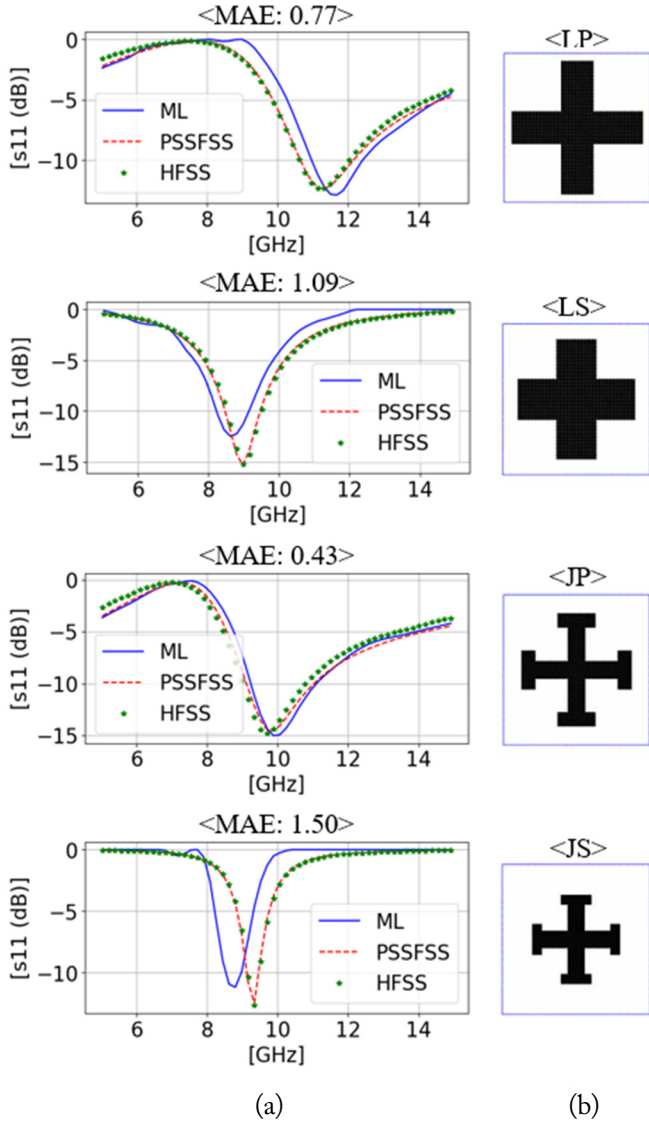 <MAE: 0.77>
<LP>
[s11 (dB)]
0
−5
−10
ML
PSSFSS
HFSS
6 8 10 12 14
[GHz]
<MAE: 1.09>
<LS>
[s11 (dB)]
0
−5
−10
−15
ML
PSSFSS
HFSS
6 8 10 12 14
[GHz]
<MAE: 0.43>
<JP>
[s11 (dB)]
0
−5
−10
−15
ML
PSSFSS
HFSS
6 8 10 12 14
[GHz]
<MAE: 1.50>
<JS>
[s11 (dB)]
0
−5
−10
ML
PSSFSS
HFSS
6 8 10 12 14
[GHz]
(a) (b)